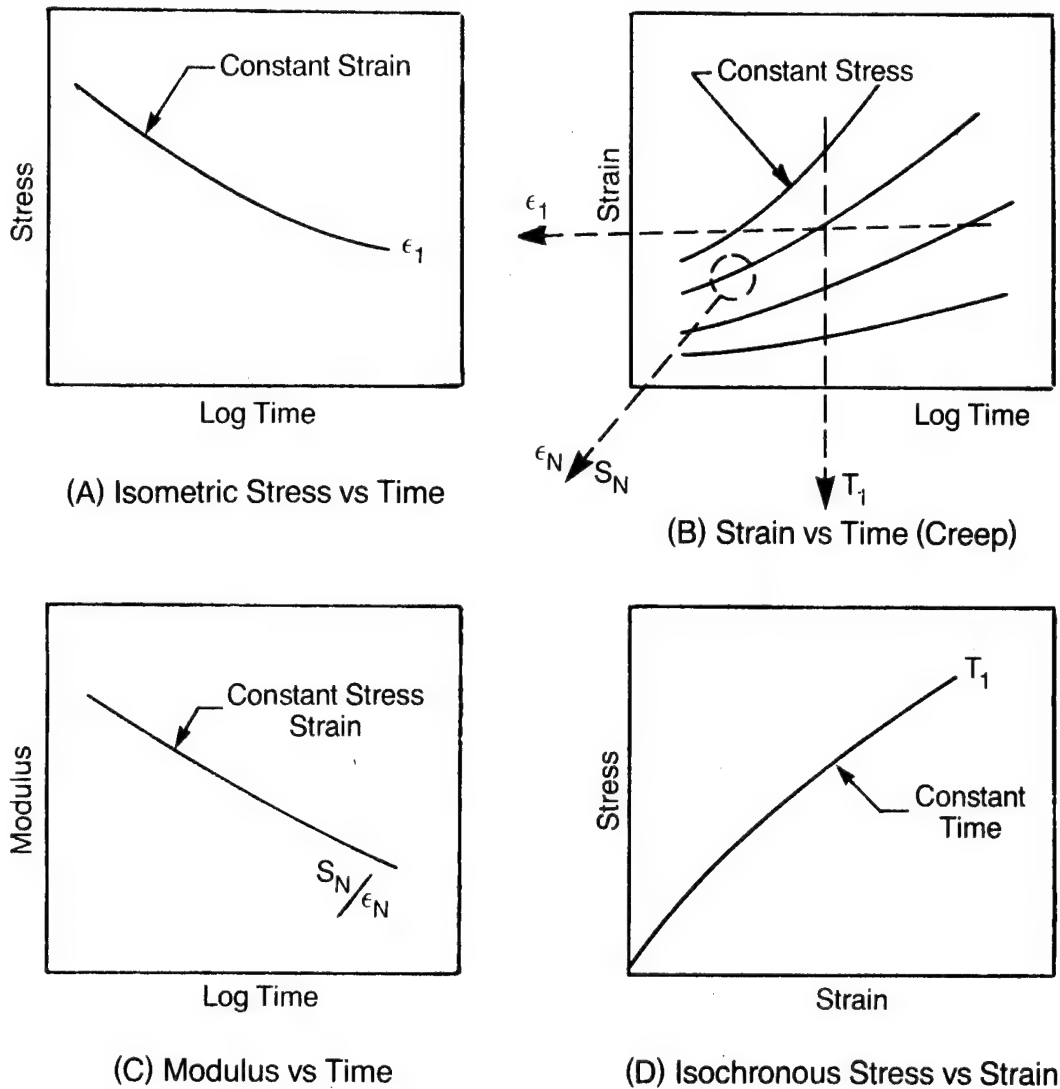 Constant Strain
Stress
ϵ₁
Log Time
(A) Isometric Stress vs Time
Constant Stress
Strain
ϵ₁
Log Time
ϵN
SN
T₁
(B) Strain vs Time (Creep)
Constant Stress
Strain
Modulus
SN/ϵN
Log Time
(C) Modulus vs Time
T₁
Stress
Constant
Time
Strain
(D) Isochronous Stress vs Strain